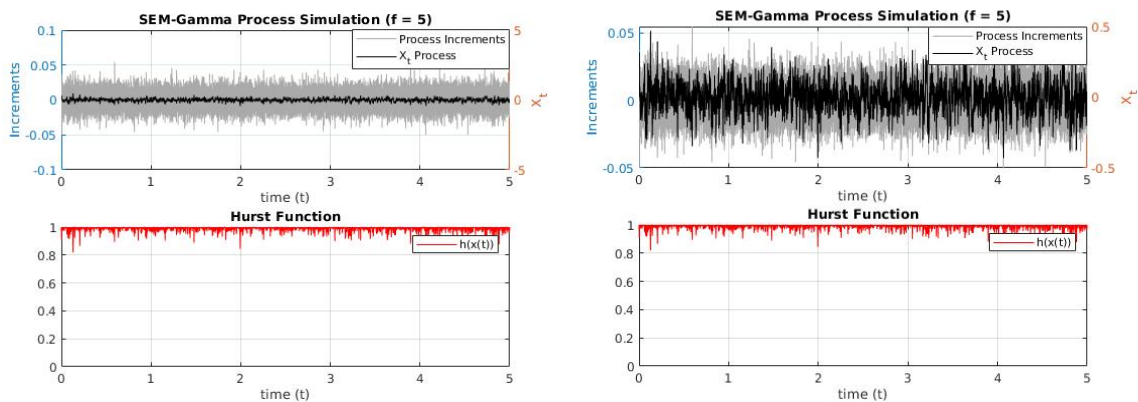 SEM-Gamma Process Simulation (f = 5)
0.1
0.05
0
-0.05
-0.1
Increments
5
0
-5
X_t
Process Increments
X_t Process
0 1 2 3 4 5
time (t)
Hurst Function
1
0.8
0.6
0.4
0.2
0
h(x(t))
0 1 2 3 4 5
time (t)
SEM-Gamma Process Simulation (f = 5)
0.05
0
-0.05
Increments
0.5
0
-0.5
X_t
Process Increments
X_t Process
0 1 2 3 4 5
time (t)
Hurst Function
1
0.8
0.6
0.4
0.2
0
h(x(t))
0 1 2 3 4 5
time (t)